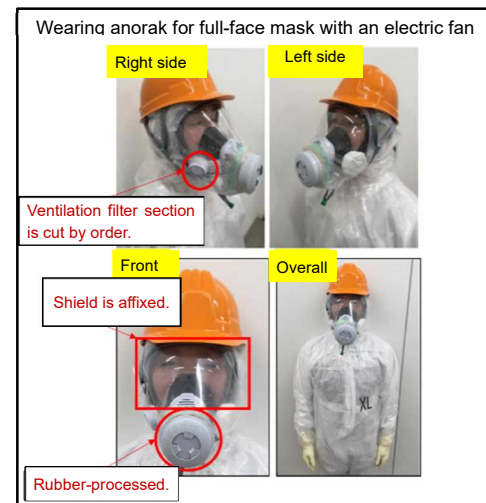 Wearing anorak for full-face mask with an electric fan
Right side
Left side
Ventilation filter section
is cut by order.
Front
Overall
Shield is affixed.
XL
Rubber-processed.